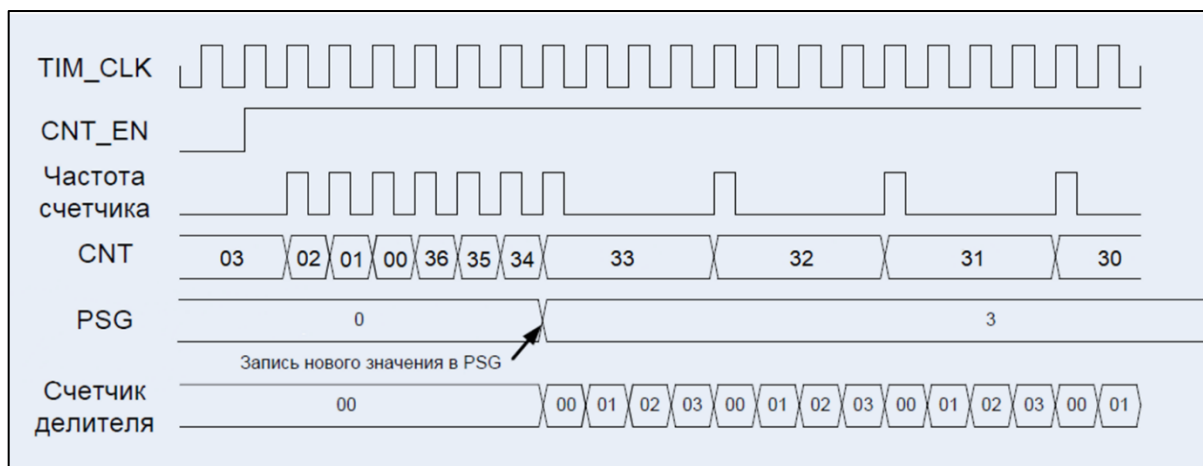 TIM_CLK
CNT_EN
Частота
счетчика
CNT 03 02 01 00 36 35 34 33 32 31 30
PSG 0 3
Запись нового значения в PSG
Счетчик
делителя
00 00 01 02 03 00 01 02 03 00 01 02 03 00 01